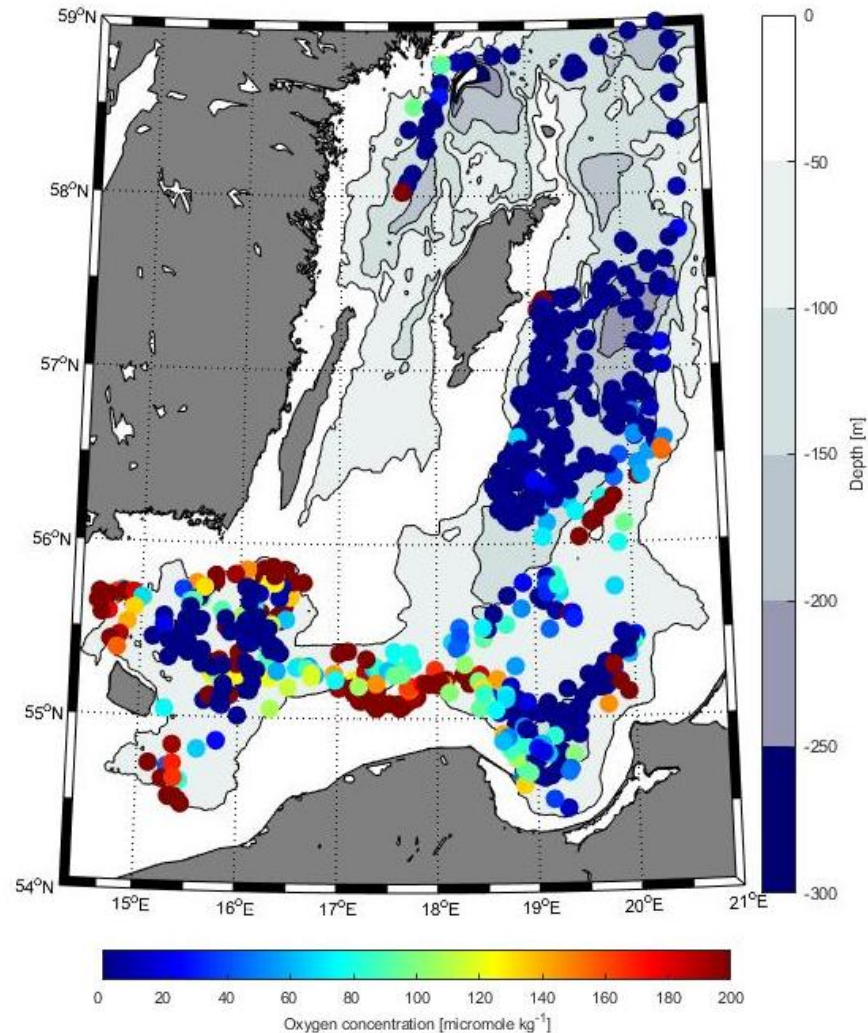 59°N
58°N
57°N
56°N
55°N
54°N
15°E 16°E 17°E 18°E 19°E 20°E 21°E
0
-50
-100
-150
-200
-250
-300
Depth [m]
0 20 40 60 80 100 120 140 160 180 200
Oxygen concentration [micromole kg⁻¹]